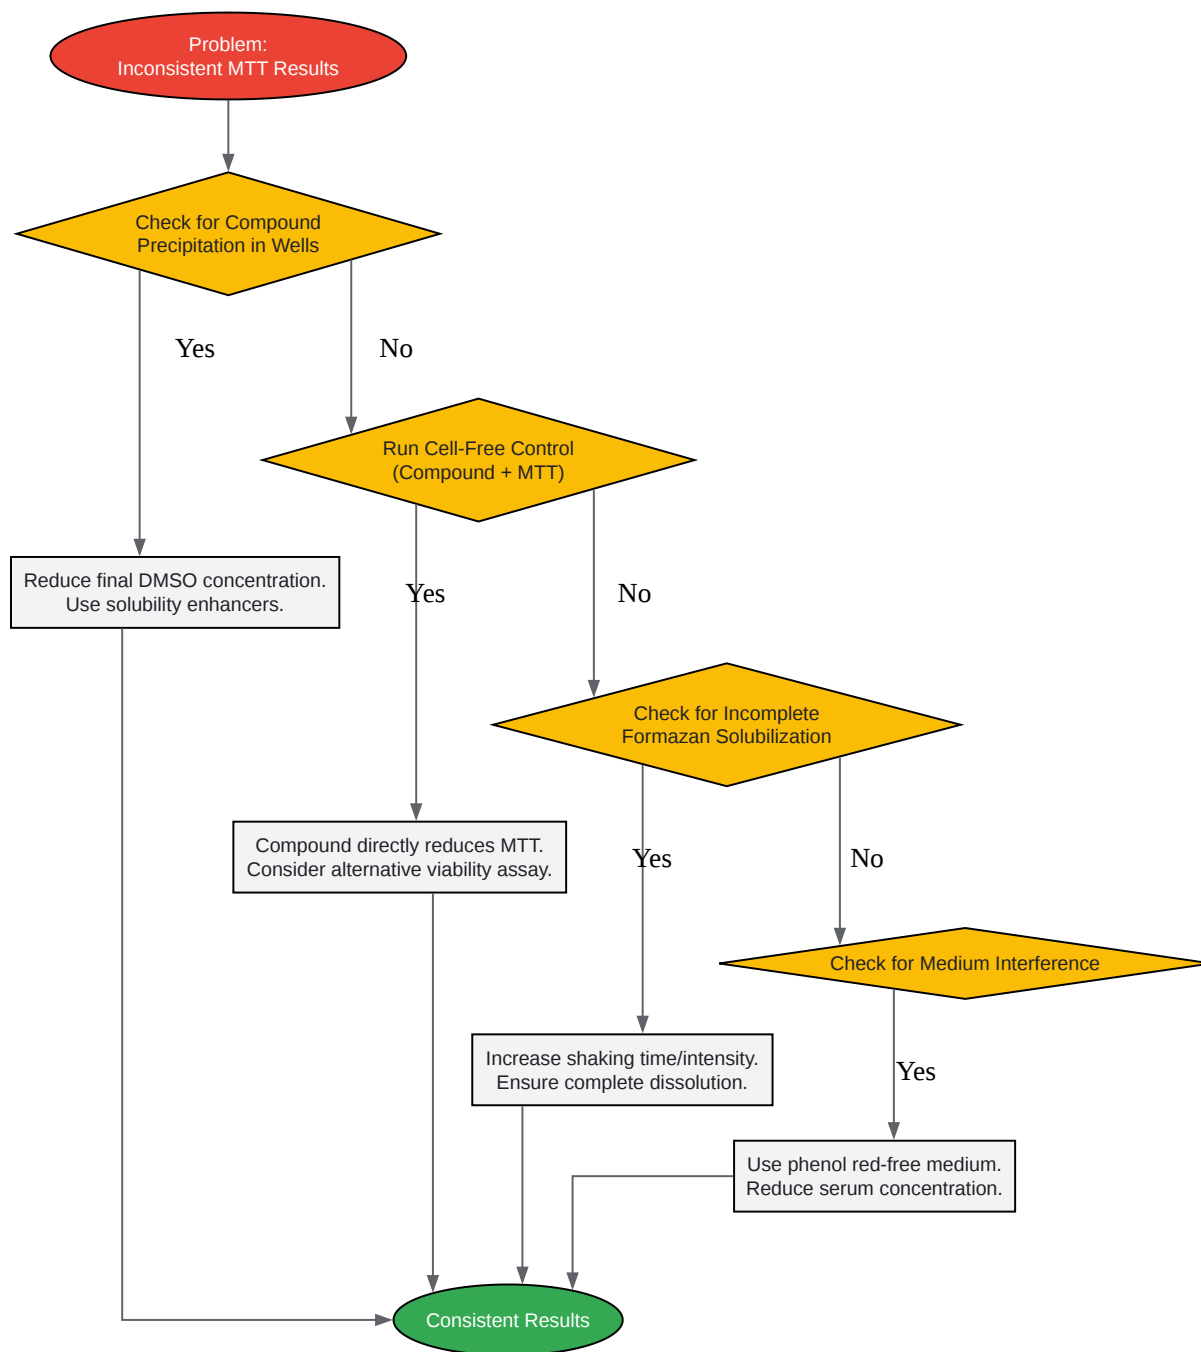 Problem:
Inconsistent MTT Results
Check for Compound
Precipitation in Wells
Yes
No
Run Cell-Free Control
(Compound + MTT)
Reduce final DMSO concentration.
Use solubility enhancers.
Yes
No
Check for Incomplete
Formazan Solubilization
Compound directly reduces MTT.
Consider alternative viability assay.
Yes
No
Check for Medium Interference
Increase shaking time/intensity.
Ensure complete dissolution.
Yes
Use phenol red-free medium.
Reduce serum concentration.
Consistent Results